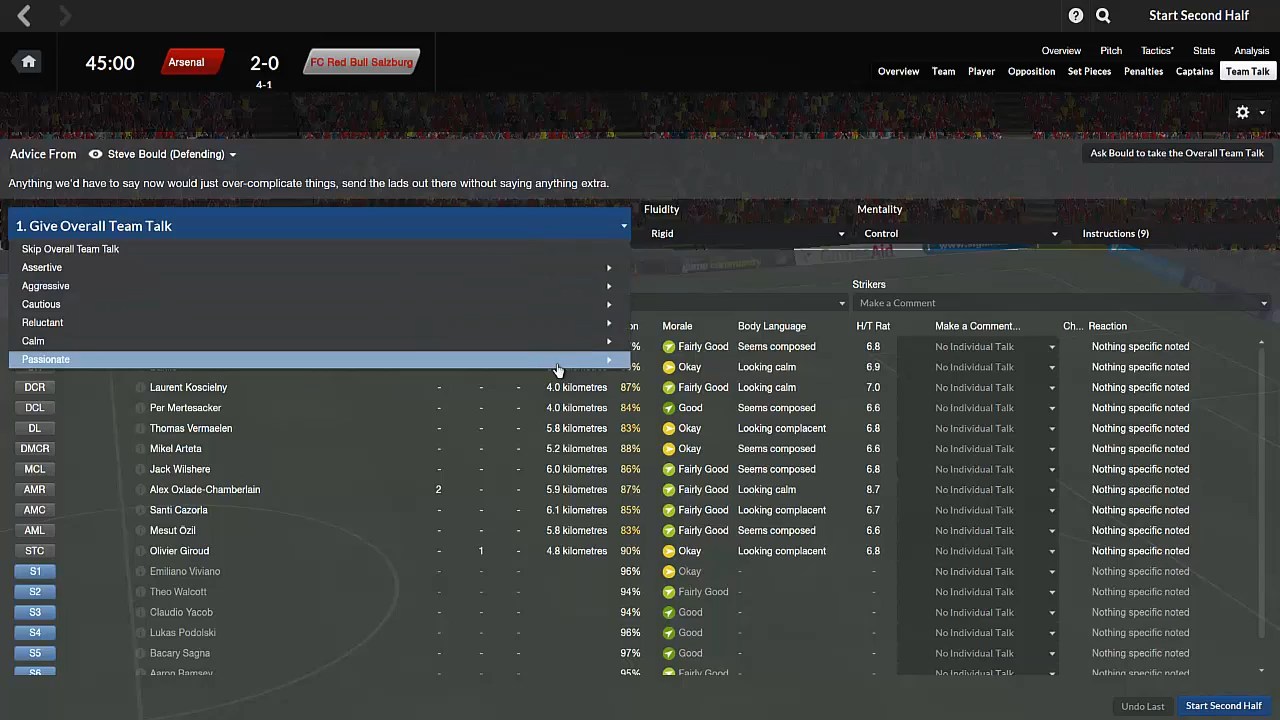 Start Second Half
45:00 Arsenal 2-0 FC Red Bull Salzburg
4-1
Overview Pitch Tactics* Stats Analysis
Overview Team Player Opposition Set Pieces Penalties Captains Team Talk
Advice From Steve Bould (Defending)
Ask Bould to take the Overall Team Talk
Anything we'd have to say now would just over-complicate things, send the lads out there without saying anything extra.
1. Give Overall Team Talk
Fluidity Mentality
Rigid Control Instructions (9)
Skip Overall Team Talk
Assertive
Aggressive
Cautious
Reluctant
Calm
Passionate
Strikers
Make a Comment
Morale Body Language H/T Rat Make a Comment... Ch... Reaction
% Fairly Good Seems composed 6.8 No Individual Talk Nothing specific noted
% Okay Looking calm 6.9 No Individual Talk Nothing specific noted
DCR Laurent Koscielny - - - 4.0 kilometres 87% Fairly Good Looking calm 7.0 No Individual Talk Nothing specific noted
DCL Per Mertesacker - - - 4.0 kilometres 84% Good Seems composed 6.6 No Individual Talk Nothing specific noted
DL Thomas Vermaelen - - - 5.8 kilometres 83% Okay Looking complacent 6.8 No Individual Talk Nothing specific noted
DMCR Mikel Arteta - - - 5.2 kilometres 88% Okay Seems composed 6.6 No Individual Talk Nothing specific noted
MCL Jack Wilshere - - - 6.0 kilometres 86% Fairly Good Seems composed 6.8 No Individual Talk Nothing specific noted
AMR Alex Oxlade-Chamberlain 2 - - 5.9 kilometres 87% Fairly Good Looking calm 8.7 No Individual Talk Nothing specific noted
AMC Santi Cazorla - - - 6.1 kilometres 85% Fairly Good Looking complacent 6.7 No Individual Talk Nothing specific noted
AML Mesut Özil - - - 5.8 kilometres 83% Fairly Good Seems composed 6.6 No Individual Talk Nothing specific noted
STC Olivier Giroud - 1 - 4.8 kilometres 90% Okay Looking complacent 6.8 No Individual Talk Nothing specific noted
S1 Emiliano Viviano 96% Okay - - No Individual Talk Nothing specific noted
S2 Theo Walcott 94% Fairly Good - - No Individual Talk Nothing specific noted
S3 Claudio Yacob 94% Good - - No Individual Talk Nothing specific noted
S4 Lukas Podolski 96% Good - - No Individual Talk Nothing specific noted
S5 Bacary Sagna 97% Good - - No Individual Talk Nothing specific noted
S6 Aaron Ramsey 95% Fairly Good - - No Individual Talk Nothing specific noted
Undo Last Start Second Half